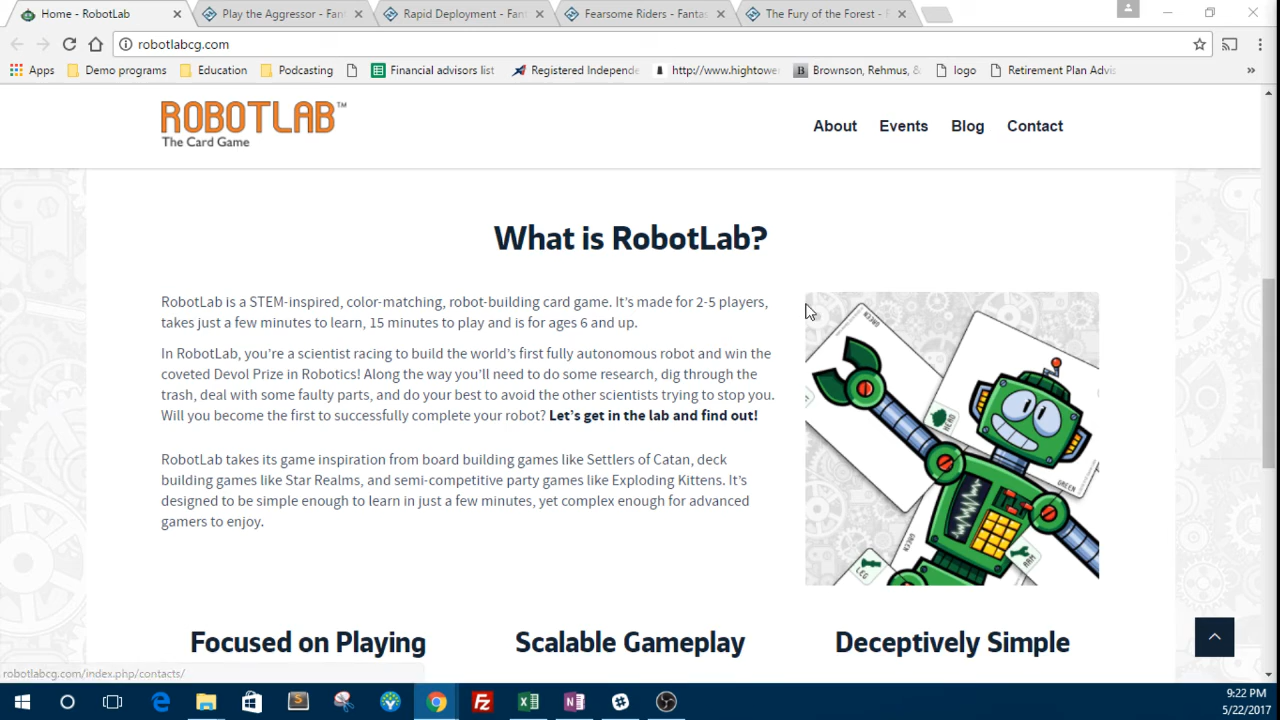 Home - RobotLab
Play the Aggressor - Fant
Rapid Deployment - Fant
Fearsome Riders - Fantas
The Fury of the Forest - F
robotlabcg.com
Apps
Demo programs
Education
Podcasting
Financial advisors list
Registered Independe
http://www.hightowe
Brownson, Rehmus, &
logo
Retirement Plan Advis
»
ROBOTLAB™
The Card Game
About
Events
Blog
Contact
What is RobotLab?
RobotLab is a STEM-inspired, color-matching, robot-building card game. It's made for 2-5 players,
takes just a few minutes to learn, 15 minutes to play and is for ages 6 and up.
In RobotLab, you're a scientist racing to build the world's first fully autonomous robot and win the
coveted Devol Prize in Robotics. Along the way you'll need to do some research, dig through the
trash, deal with some faulty parts, and do your best to avoid the other scientists trying to stop you.
Will you become the first to successfully complete your robot? Let's get in the lab and find out!
RobotLab takes its game inspiration from board building games like Settlers of Catan, deck
building games like Star Realms, and semi-competitive party games like Exploding Kittens. It's
designed to be simple enough to learn in just a few minutes, yet complex enough for advanced
gamers to enjoy.
GREEN
HEAD
GREEN
GREEN
ARM
LEG
Focused on Playing
Scalable Gameplay
Deceptively Simple
robotlabcg.com/index.php/contacts/
9:22 PM
5/22/2017